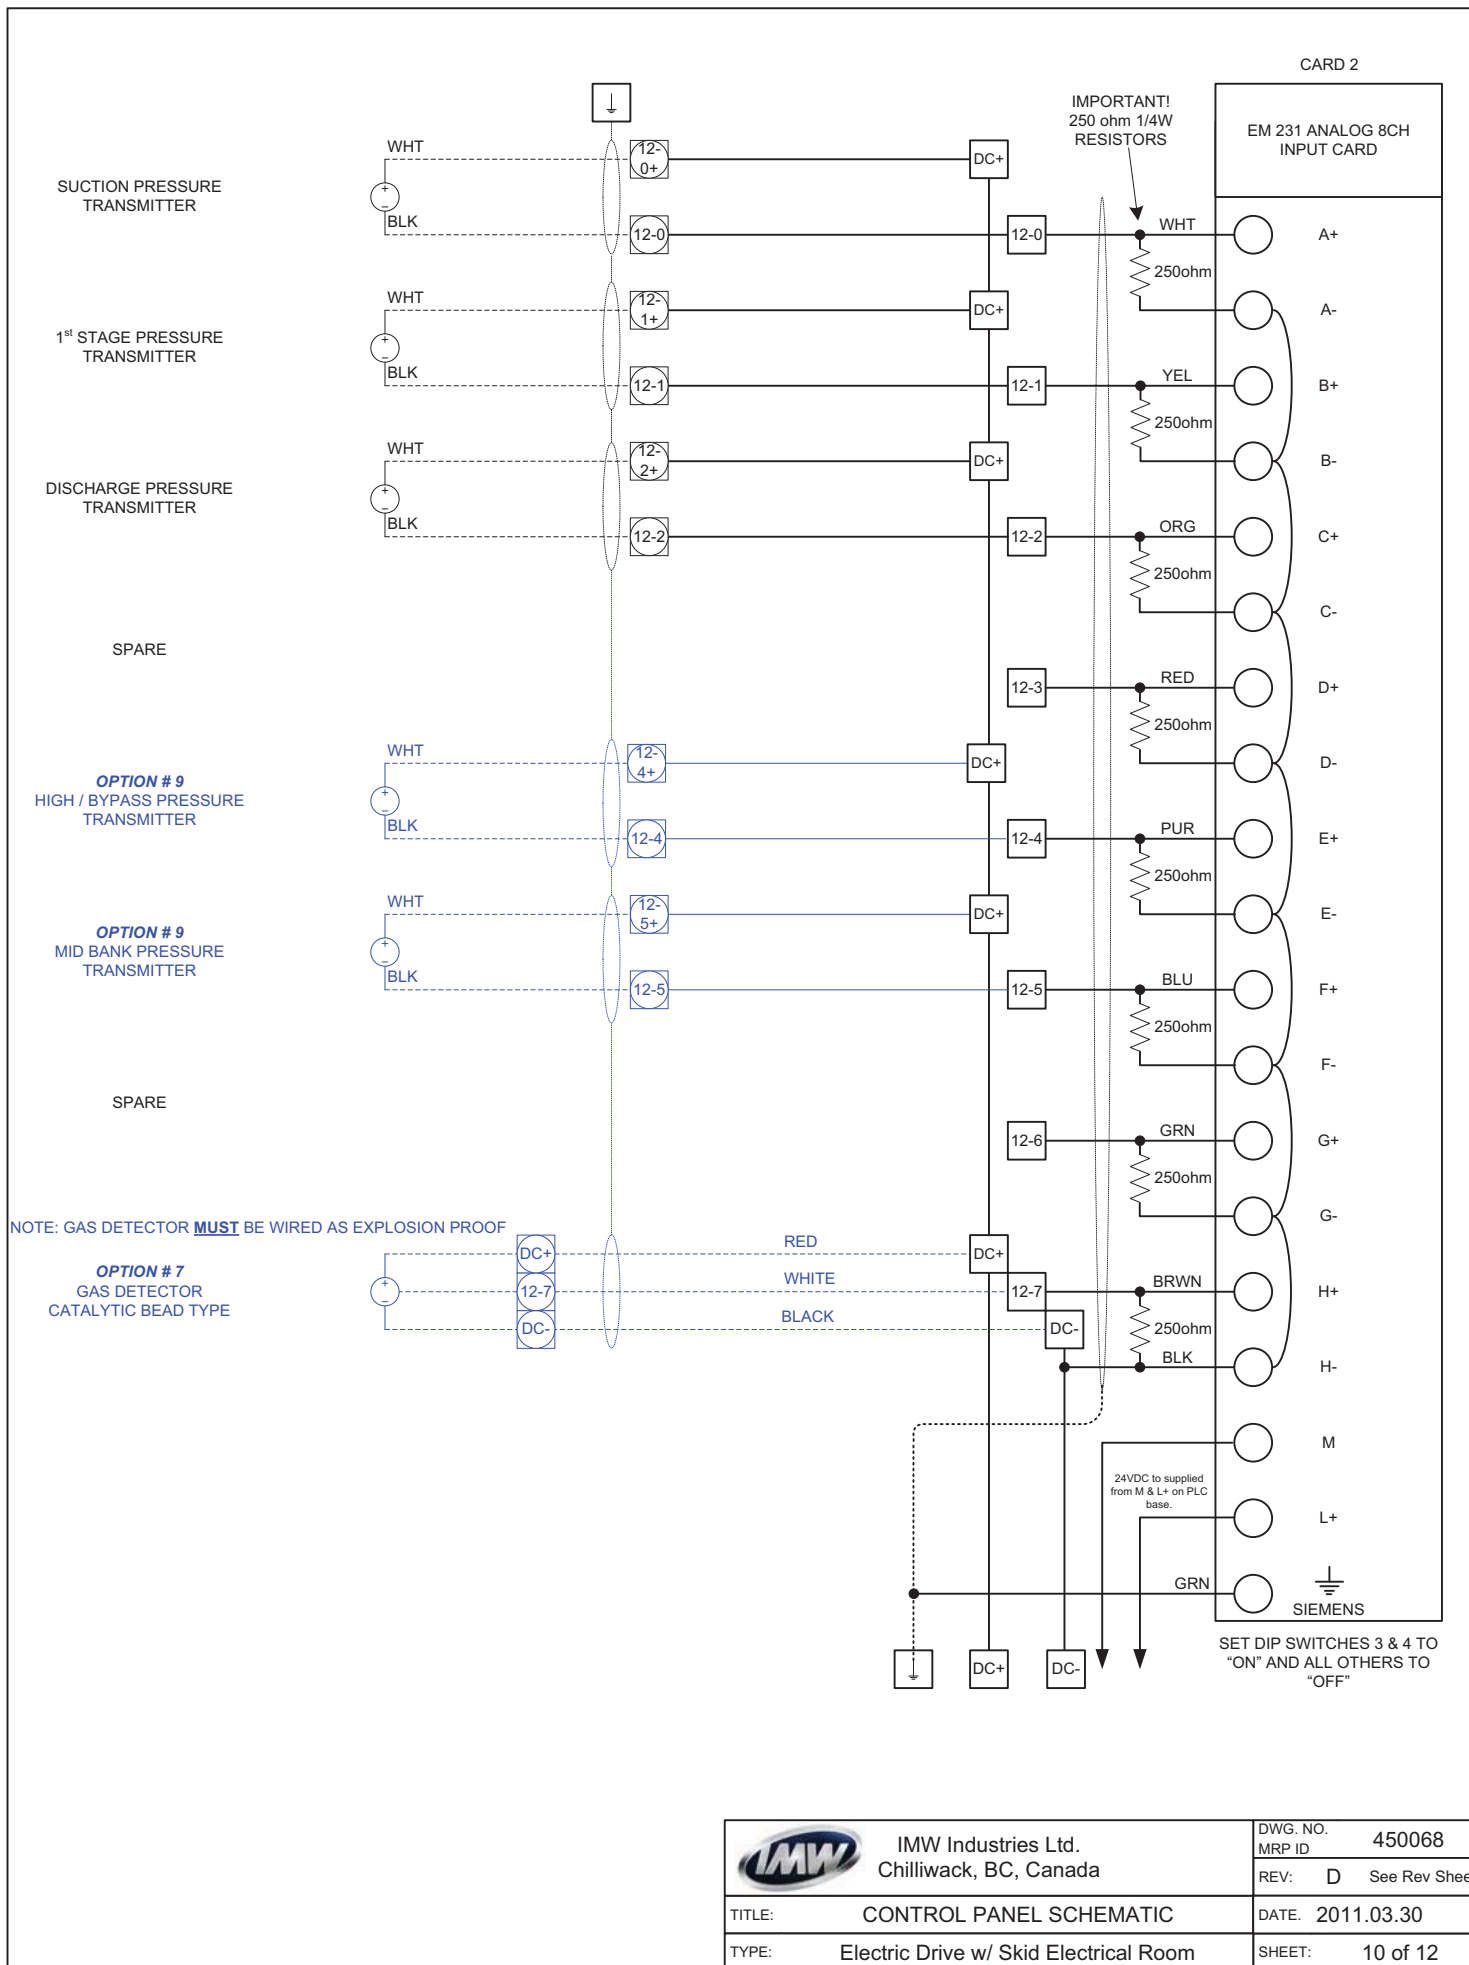 CARD 2
EM 231 ANALOG 8CH
INPUT CARD
IMPORTANT!
250 ohm 1/4W
RESISTORS
SUCTION PRESSURE
TRANSMITTER
WHT
+
–
BLK
12-
0+
DC+
12-0
12-0
WHT
250ohm
A+
A-
1st STAGE PRESSURE
TRANSMITTER
WHT
+
–
BLK
12-
1+
DC+
12-1
12-1
YEL
250ohm
B+
B-
DISCHARGE PRESSURE
TRANSMITTER
WHT
+
–
BLK
12-
2+
DC+
12-2
12-2
ORG
250ohm
C+
C-
SPARE
12-3
RED
250ohm
D+
D-
OPTION # 9
HIGH / BYPASS PRESSURE
TRANSMITTER
WHT
+
–
BLK
12-
4+
DC+
12-4
12-4
PUR
250ohm
E+
E-
OPTION # 9
MID BANK PRESSURE
TRANSMITTER
WHT
+
–
BLK
12-
5+
DC+
12-5
12-5
BLU
250ohm
F+
F-
SPARE
12-6
GRN
250ohm
G+
G-
NOTE: GAS DETECTOR MUST BE WIRED AS EXPLOSION PROOF
OPTION # 7
GAS DETECTOR
CATALYTIC BEAD TYPE
+
–
DC+
12-7
DC-
RED
WHITE
BLACK
DC+
12-7
DC-
BRWN
250ohm
BLK
H+
H-
M
24VDC to supplied
from M & L+ on PLC
base.
L+
GRN
SIEMENS
DC+
DC-
SET DIP SWITCHES 3 & 4 TO
“ON” AND ALL OTHERS TO
“OFF”
IMW
IMW Industries Ltd.
Chilliwack, BC, Canada
DWG. NO.
MRP ID
450068
REV: D See Rev Shee
TITLE: CONTROL PANEL SCHEMATIC
DATE. 2011.03.30
TYPE: Electric Drive w/ Skid Electrical Room
SHEET: 10 of 12